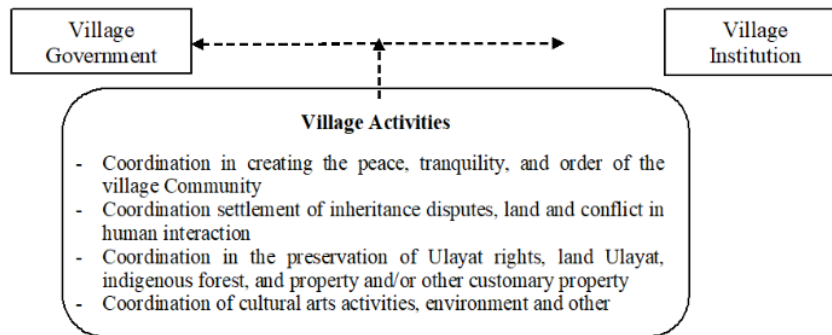 Village
Government
Village
Institution
Village Activities
- Coordination in creating the peace, tranquility, and order of the
village Community
- Coordination settlement of inheritance disputes, land and conflict in
human interaction
- Coordination in the preservation of Ulayat rights, land Ulayat,
indigenous forest, and property and/or other customary property
- Coordination of cultural arts activities, environment and other